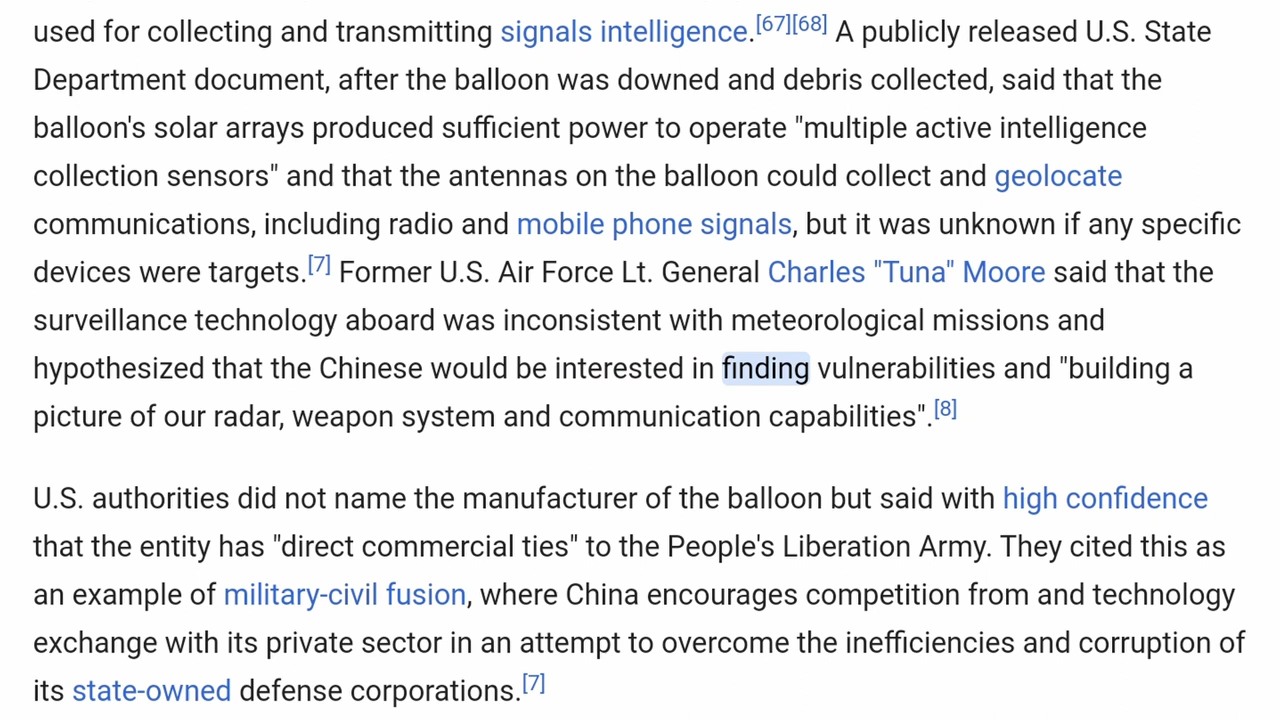 used for collecting and transmitting signals intelligence.[67][68] A publicly released U.S. State
Department document, after the balloon was downed and debris collected, said that the
balloon's solar arrays produced sufficient power to operate "multiple active intelligence
collection sensors" and that the antennas on the balloon could collect and geolocate
communications, including radio and mobile phone signals, but it was unknown if any specific
devices were targets.[7] Former U.S. Air Force Lt. General Charles "Tuna" Moore said that the
surveillance technology aboard was inconsistent with meteorological missions and
hypothesized that the Chinese would be interested in finding vulnerabilities and "building a
picture of our radar, weapon system and communication capabilities".[8]
U.S. authorities did not name the manufacturer of the balloon but said with high confidence
that the entity has "direct commercial ties" to the People's Liberation Army. They cited this as
an example of military-civil fusion, where China encourages competition from and technology
exchange with its private sector in an attempt to overcome the inefficiencies and corruption of
its state-owned defense corporations.[7]